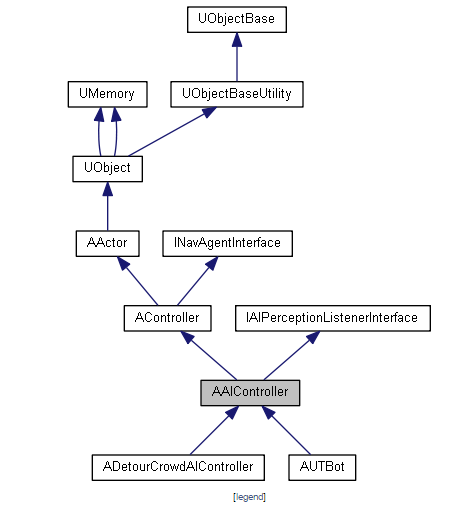 UObjectBase
UMemory
UObjectBaseUtility
UObject
AActor
INavAgentInterface
AController
IAIPerceptionListenerInterface
AAIController
ADetourCrowdAIController
AUTBot
[legend]